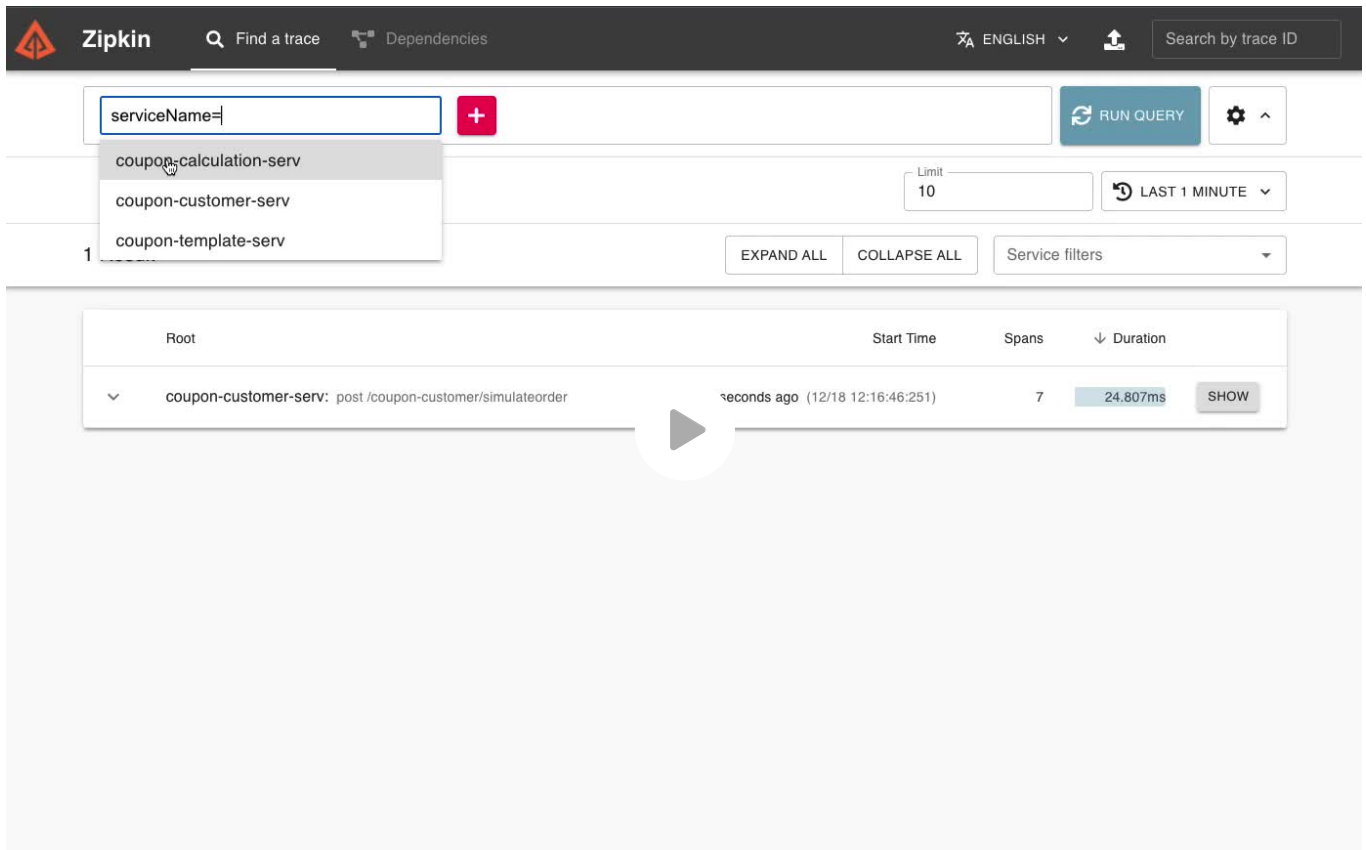 Zipkin Find a trace Dependencies ENGLISH Search by trace ID
serviceName= RUN QUERY
coupon-calculation-serv
Limit
10 LAST 1 MINUTE
coupon-customer-serv
coupon-template-serv
1 EXPAND ALL COLLAPSE ALL Service filters
Root Start Time Spans Duration
coupon-customer-serv: post /coupon-customer/simulateorder seconds ago (12/18 12:16:46:251) 7 24.807ms SHOW